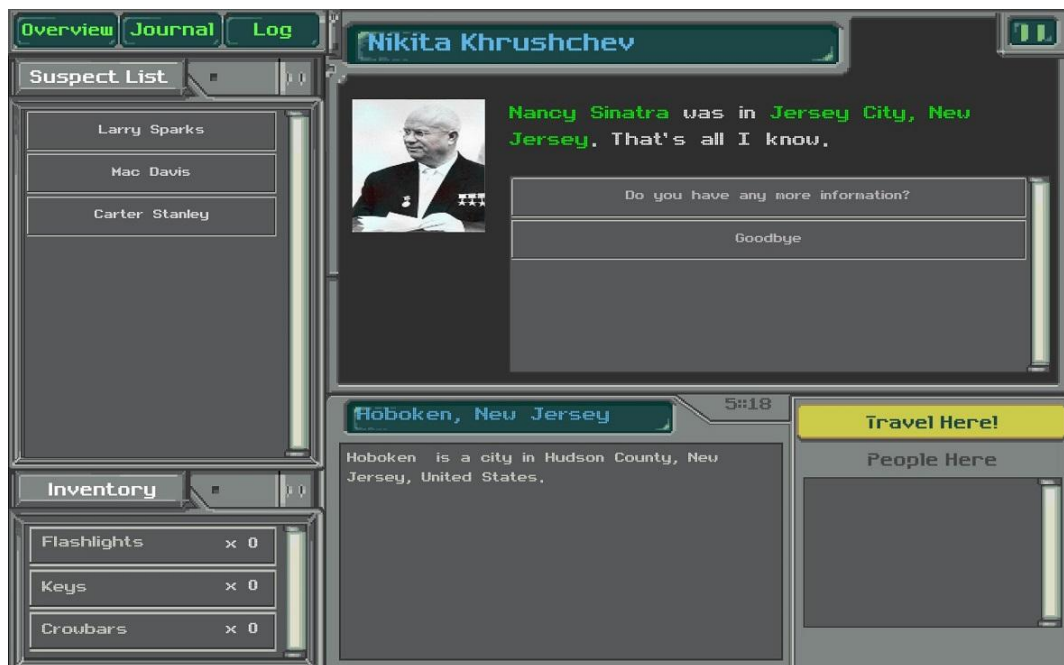 Overview
Journal
Log
Nikita Khrushchev
Suspect List
Larry Sparks
Mac Davis
Carter Stanley
Nancy Sinatra was in Jersey City, New
Jersey. That's all I know.
Do you have any more information?
Goodbye
Hoboken, New Jersey
5:18
Travel Here!
Hoboken is a city in Hudson County, New
Jersey, United States.
People Here
Inventory
Flashlights x 0
Keys x 0
Crowbars x 0